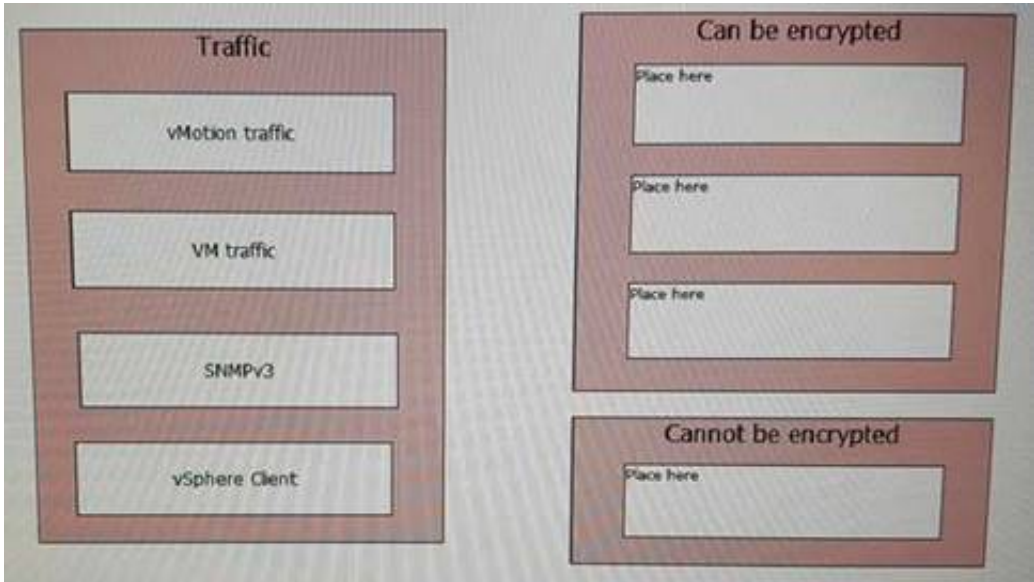 Traffic
vMotion traffic
VM traffic
SNMPv3
vSphere Client
Can be encrypted
Place here
Place here
Place here
Cannot be encrypted
Place here